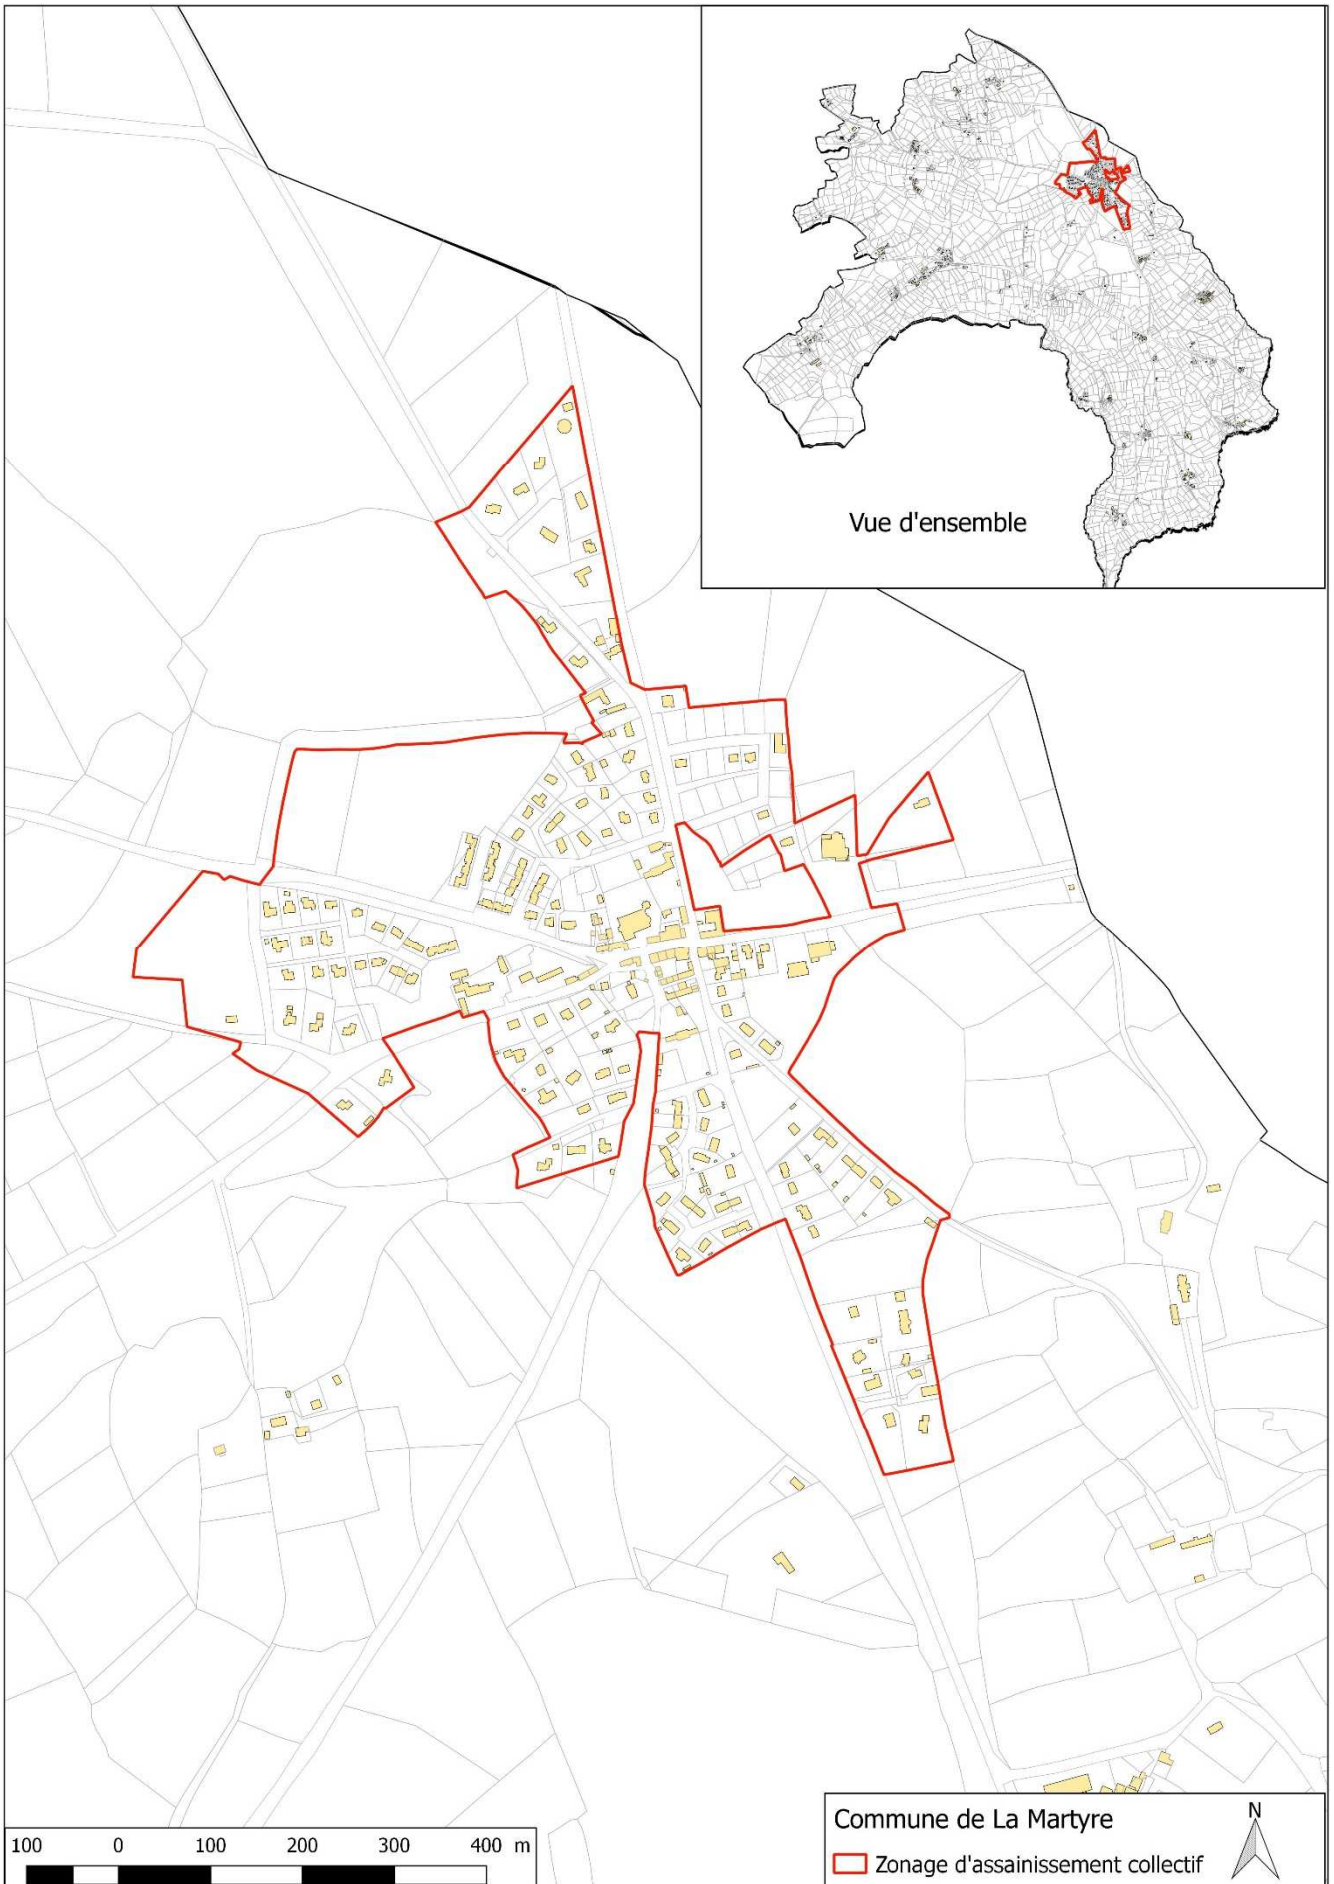 Vue d'ensemble
100 0 100 200 300 400 m
Commune de La Martyre
N
Zonage d'assainissement collectif